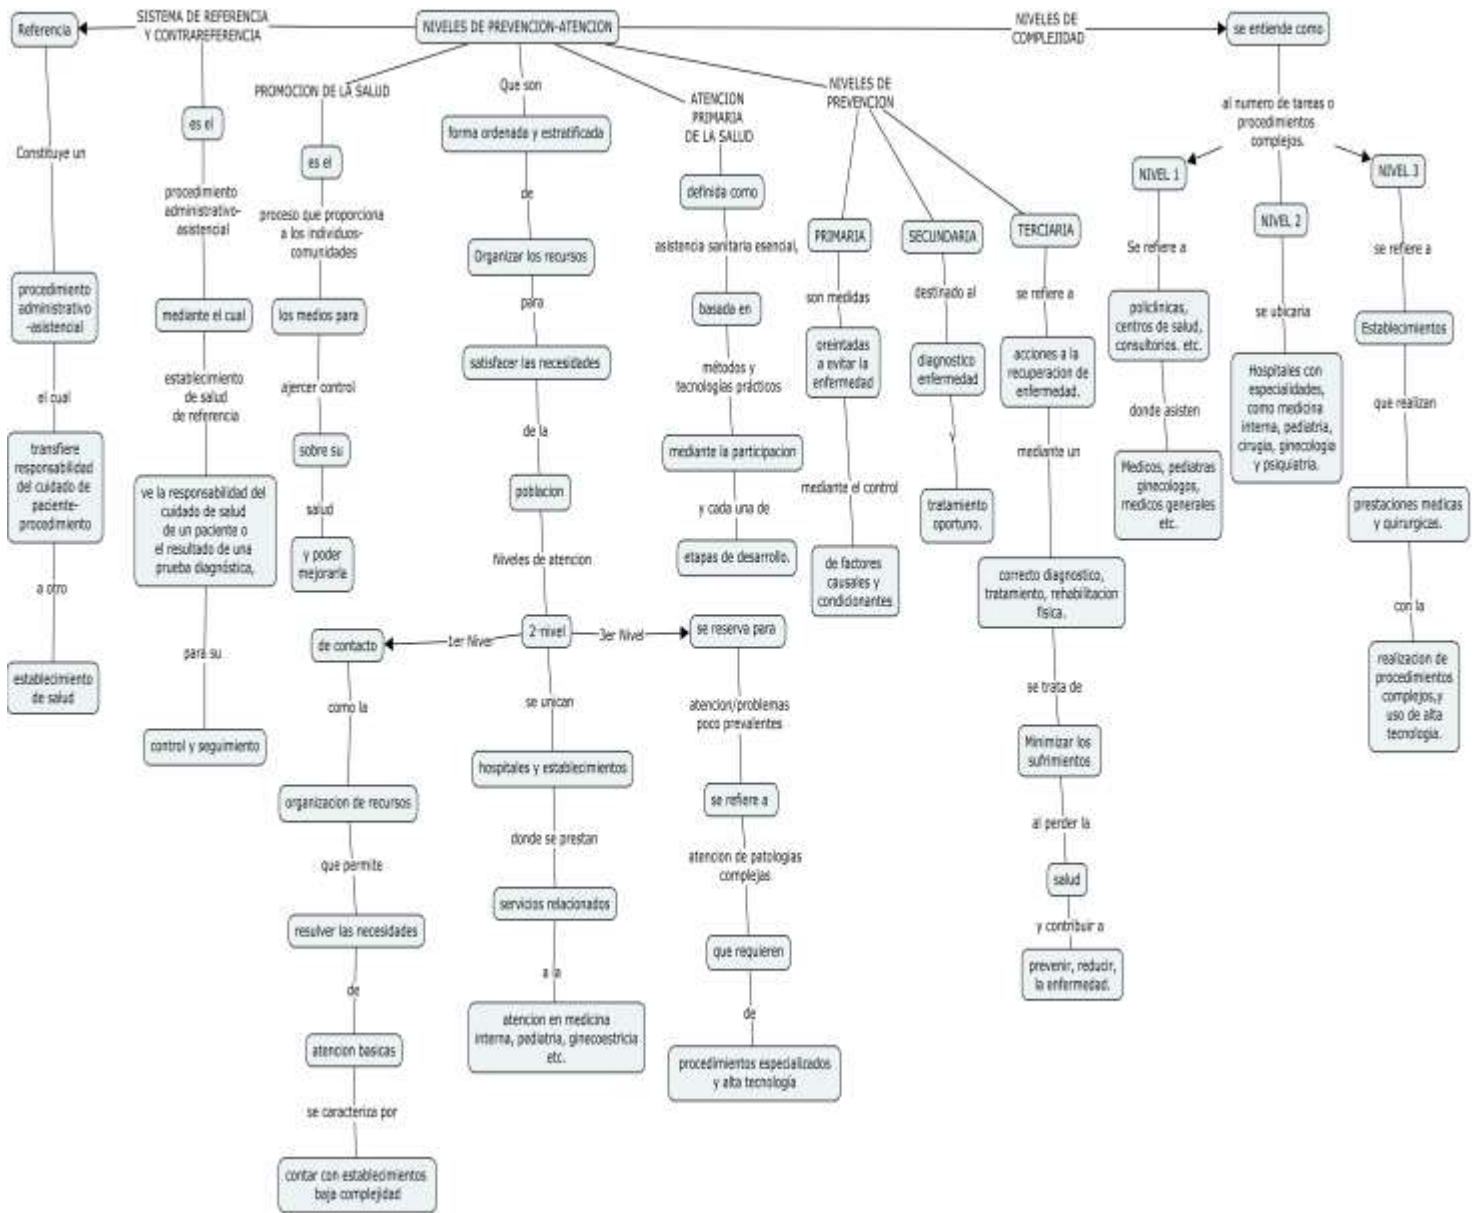 SISTEMA DE REFERENCIA
Y CONTRAREFERENCIA
Referencia
Constituye un
procedimiento
administrativo
-asistencial
el cual
transfiere
responsabilidad
del cuidado de
paciente-
procedimiento
a otro
establecimiento
de salud
es el
procedimiento
administrativo-
asistencial
mediante el cual
establecimiento
de salud
de referencia
ve la responsabilidad del
cuidado de salud
de un paciente o
el resultado de una
prueba diagnóstica,
para su
control y seguimiento
NIVELES DE PREVENCION-ATENCION
PROMOCION DE LA SALUD
es el
proceso que proporciona
a los individuos-
comunidades
los medios para
ajercer control
sobre su
salud
y poder
mejorarla
Que son
forma ordenada y estratificada
de
Organizar los recursos
para
satisfacer las necesidades
de la
poblacion
Niveles de atencion
2 nivel
1er Nivel
de contacto
como la
organizacion de recursos
que permite
resulver las necesidades
de
atencion basicas
se caracteriza por
contar con establecimientos
baja complejidad
se unican
hospitales y establecimientos
donde se prestan
servicios relacionados
a a
atencion en medicina
interna, pediatria, ginecoestricia
etc.
3er Nivel
se reserva para
atencion/problemas
poco prevalentes
se refiere a
atencion de patologias
complejas
que requieren
de
procedimientos especializados
y alta tecnología
ATENCION
PRIMARIA
DE LA SALUD
definida como
asistencia sanitaria esencial,
basada en
métodos y
tecnologías prácticos
mediante la participacion
y cada una de
etapas de desarrollo.
NIVELES DE
PREVENCION
PRIMARIA
son medidas
oreintadas
a evitar la
enfermedad
mediante el control
de factores
causales y
condicionantes
SECUNDARIA
destinado al
diagnostico
enfermedad
y
tratamiento
oportuno.
TERCIARIA
se refiere a
acciones a la
recuperacion de
enfermedad.
mediante un
correcto diagnostico,
tratamiento, rehabilitacion
fisica.
se trata de
Minimizar los
sufrimientos
al perder la
salud
y contribuir a
prevenir, reducir,
la enfermedad.
NIVELES DE
COMPLEJIDAD
se entiende como
al numero de tareas o
procedimientos
complejos.
NIVEL 1
Se refiere a
policlinicas,
centros de salud,
consultorios. etc.
donde asisten
Medicos, pediatras
ginecologos,
medicos generales
etc.
NIVEL 2
se ubicaria
Hospitales con
especialidades,
como medicina
interna, pediatria,
cirugia, ginecologia
y psiquiatria.
NIVEL 3
se refiere a
Establecimientos
que realizan
prestaciones medicas
y quirurgicas.
con la
realizacion de
procedimientos
complejos,y
uso de alta
tecnologia.